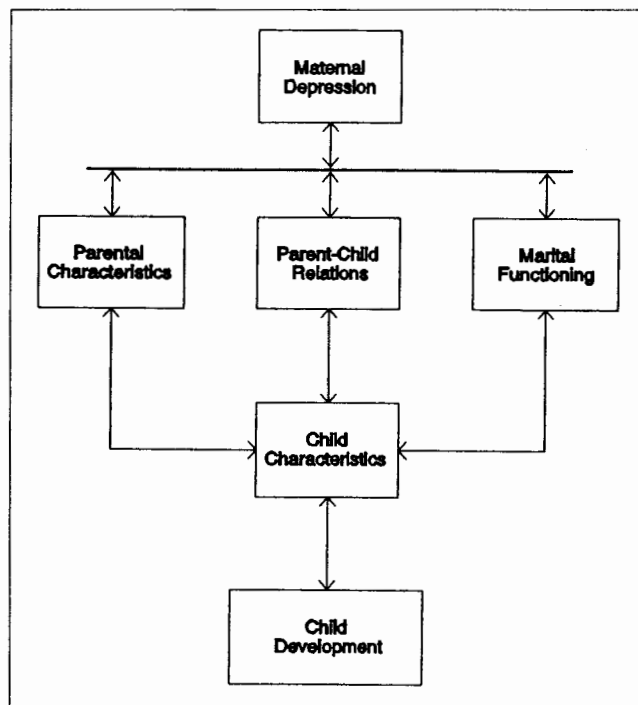 Maternal
Depression
Parental
Characteristics
Parent-Child
Relations
Marital
Functioning
Child
Characteristics
Child
Development